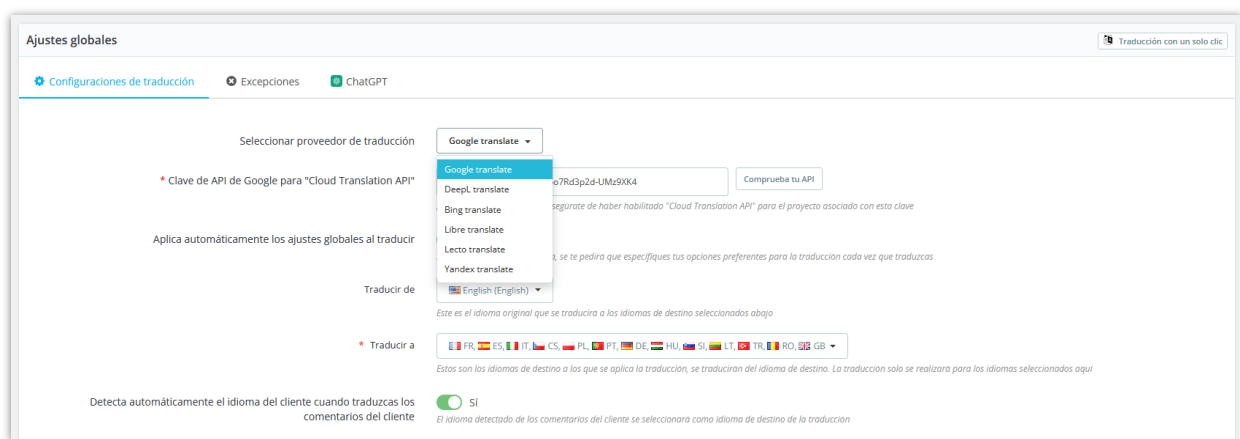 Ajustes globales
Traducción con un solo clic
Configuraciones de traducción Excepciones ChatGPT
Seleccionar proveedor de traducción Google translate
Google translate
* Clave de API de Google para "Cloud Translation API" o7Rd3p2d-UMz9XK4 Comprueba tu API
DeepL translate
Bing translate
segúrate de haber habilitado "Cloud Translation API" para el proyecto asociado con esta clave
Libre translate
Aplica automáticamente los ajustes globales al traducir
Lecto translate
, se te pedirá que especifiques tus opciones preferentes para la traducción cada vez que traduzcas
Yandex translate
Traducir de English (English)
Este es el idioma original que se traducirá a los idiomas de destino seleccionados abajo
* Traducir a FR, ES, IT, CS, PL, PT, DE, HU, SI, LT, TR, RO, GB
Estos son los idiomas de destino a los que se aplica la traducción, se traducirán del idioma de destino. La traducción solo se realizará para los idiomas seleccionados aquí
Detecta automáticamente el idioma del cliente cuando traduzcas los
comentarios del cliente
Sí
El idioma detectado de los comentarios del cliente se seleccionará como idioma de destino de la traducción